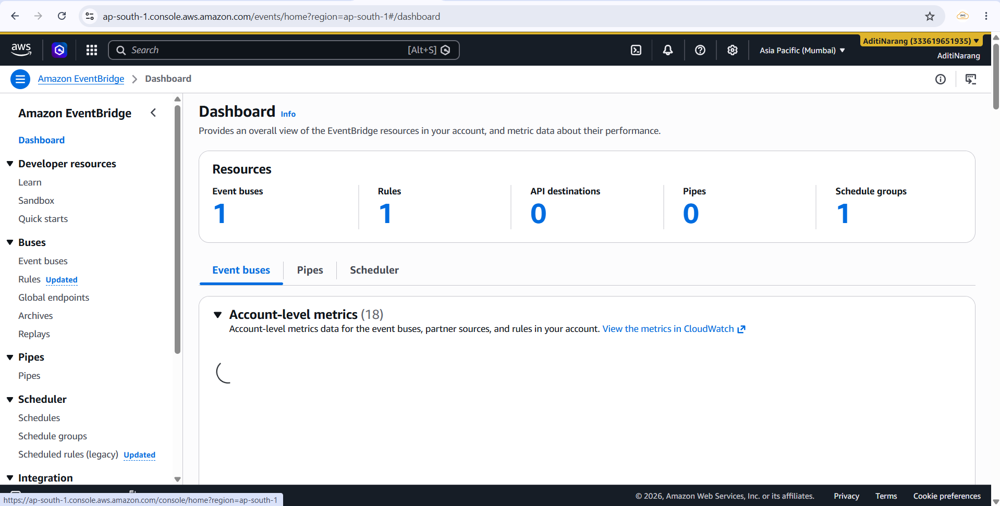 ap-south-1.console.aws.amazon.com/events/home?region=ap-south-1#/dashboard
aws
aws
Search
[Alt+S]
Asia Pacific (Mumbai)
AditiNarang (333619651935)
AditiNarang
Amazon EventBridge
Dashboard
Amazon EventBridge
Dashboard
Developer resources
Learn
Sandbox
Quick starts
Buses
Event buses
Rules Updated
Global endpoints
Archives
Replays
Pipes
Pipes
Scheduler
Schedules
Schedule groups
Scheduled rules (legacy) Updated
Integration
Dashboard Info
Provides an overall view of the EventBridge resources in your account, and metric data about their performance.
Resources
Event buses
1
Rules
1
API destinations
0
Pipes
0
Schedule groups
1
Event buses
Pipes
Scheduler
Account-level metrics (18)
Account-level metrics data for the event buses, partner sources, and rules in your account. View the metrics in CloudWatch
© 2026, Amazon Web Services, Inc. or its affiliates.
Privacy
Terms
Cookie preferences
https://ap-south-1.console.aws.amazon.com/console/home?region=ap-south-1